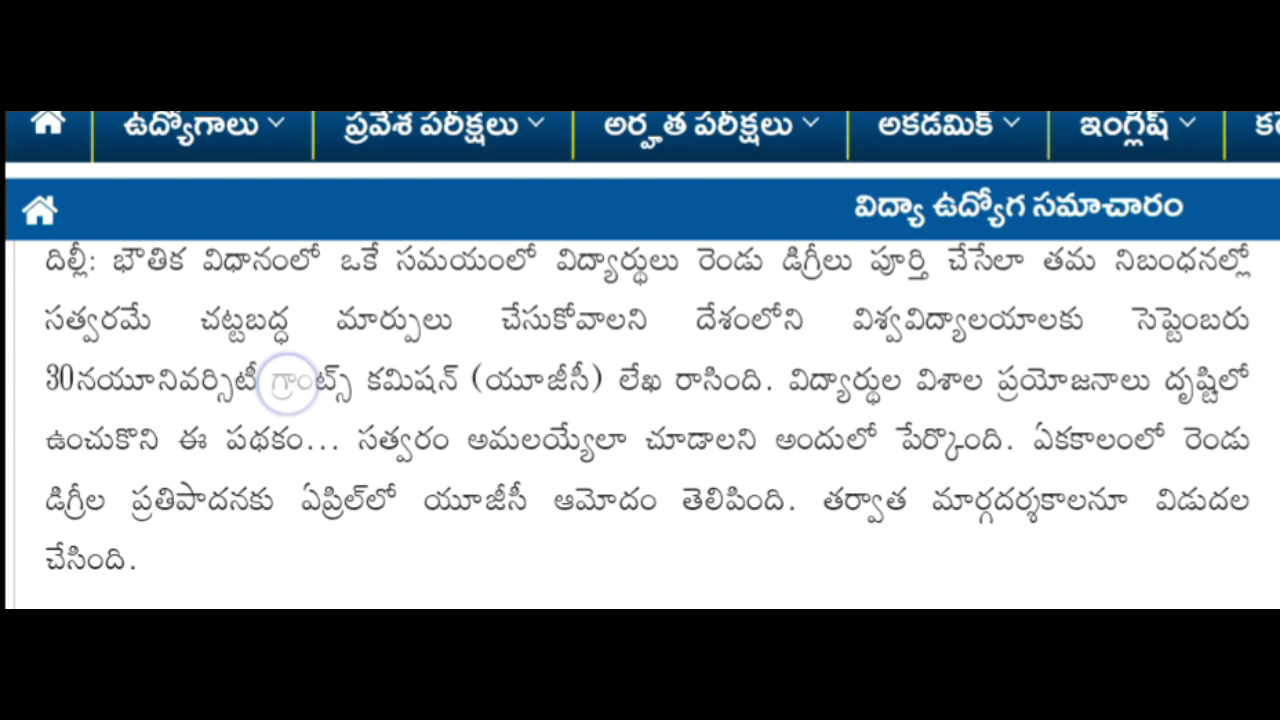 ఉద్యోగాలు ప్రవేశ పరీక్షలు అర్హత పరీక్షలు అకడమిక్ ఇంగ్లిష్
విద్యా ఉద్యోగ సమాచారం
దిల్లీ: భౌతిక విధానంలో ఒకే సమయంలో విద్యార్థులు రెండు డిగ్రీలు పూర్తి చేసేలా తమ నిబంధనల్లో
సత్వరమే చట్టబద్ధ మార్పులు చేసుకోవాలని దేశంలోని విశ్వవిద్యాలయాలకు సెప్టెంబరు
30నయూనివర్సిటీ గ్రాంట్స్ కమిషన్ (యూజీసీ) లేఖ రాసింది. విద్యార్థుల విశాల ప్రయోజనాలు దృష్టిలో
ఉంచుకొని ఈ పథకం... సత్వరం అమలయ్యేలా చూడాలని అందులో పేర్కొంది. ఏకకాలంలో రెండు
డిగ్రీల ప్రతిపాదనకు ఏప్రిల్‌లో యూజీసీ ఆమోదం తెలిపింది. తర్వాత మార్గదర్శకాలనూ విడుదల
చేసింది.